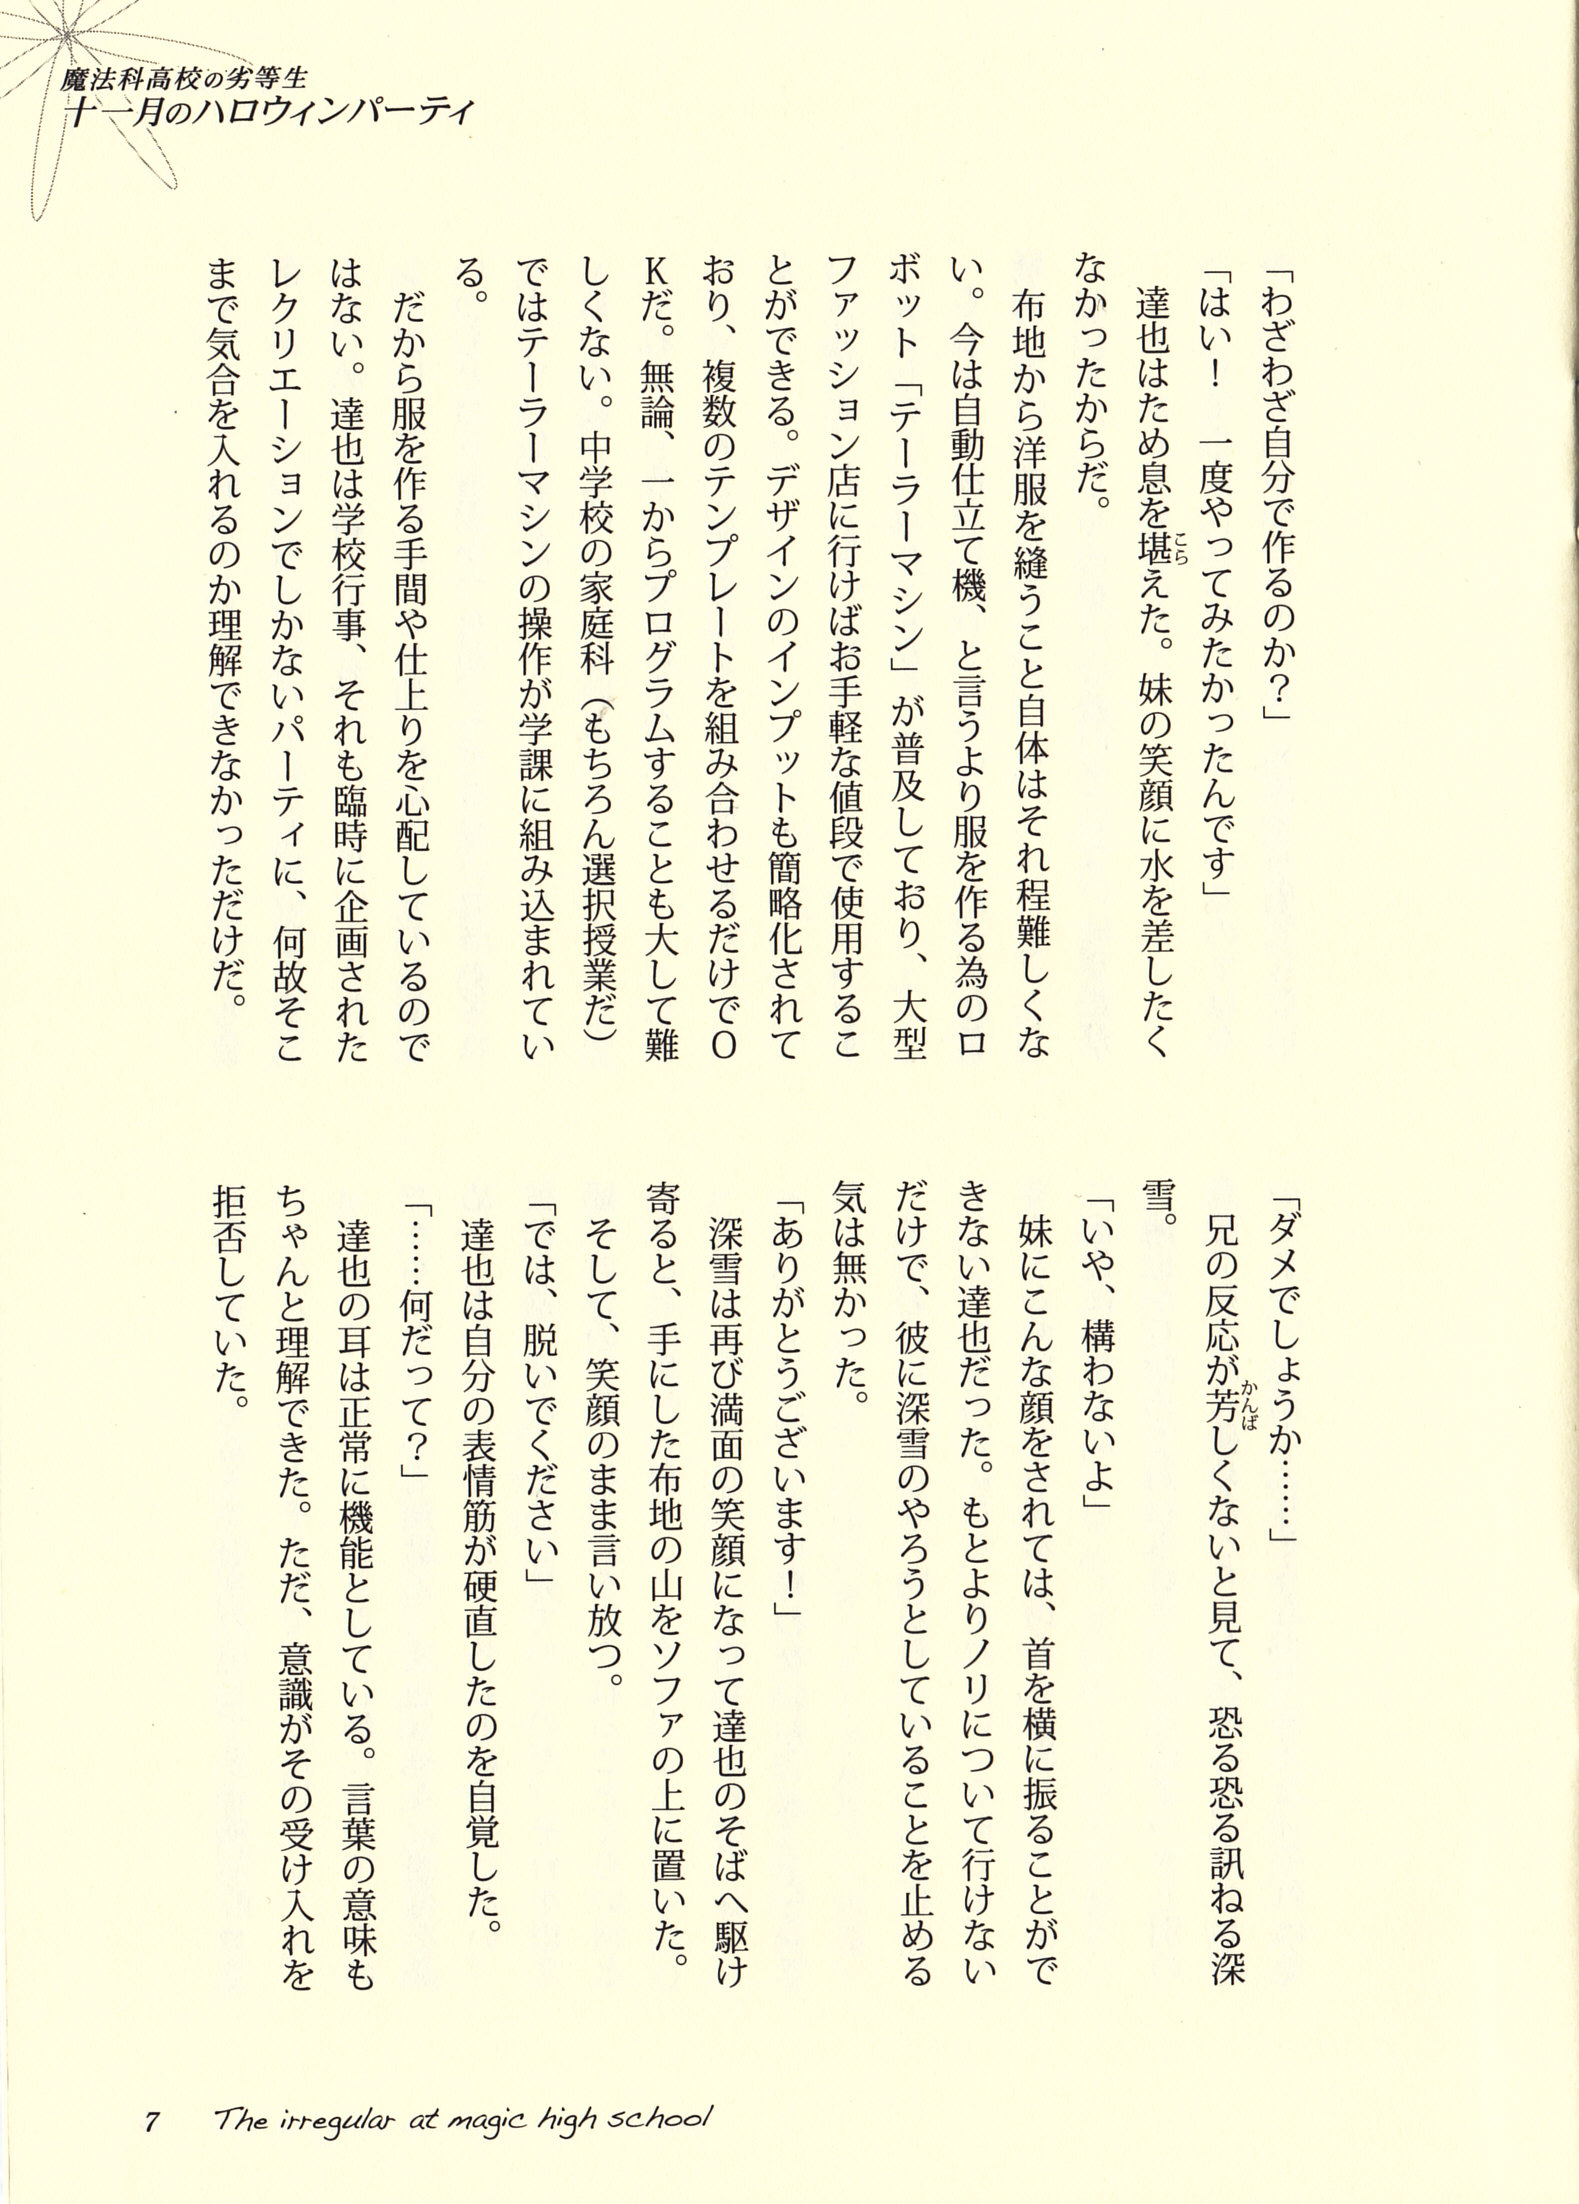 魔法科高校の劣等生
十一月のハロウィンパーティ
「わざわざ自分で作るのか？」
「はい！　一度やってみたかったんです」
　達也はため息を堪えた。妹の笑顔に水を差したく
こら
なかったからだ。
　布地から洋服を縫うこと自体はそれ程難しくな
い。今は自動仕立て機、と言うより服を作る為のロ
ボット「テーラーマシン」が普及しており、大型
ファッション店に行けばお手軽な値段で使用するこ
とができる。デザインのインプットも簡略化されて
おり、複数のテンプレートを組み合わせるだけでＯ
Ｋだ。無論、一からプログラムすることも大して難
しくない。中学校の家庭科（もちろん選択授業だ）
ではテーラーマシンの操作が学課に組み込まれてい
る。
　だから服を作る手間や仕上りを心配しているので
はない。達也は学校行事、それも臨時に企画された
レクリエーションでしかないパーティに、何故そこ
まで気合を入れるのか理解できなかっただけだ。
「ダメでしょうか……」
　兄の反応が芳しくないと見て、恐る恐る訊ねる深
かんば
雪。
「いや、構わないよ」
　妹にこんな顔をされては、首を横に振ることがで
きない達也だった。もとよりノリについて行けない
だけで、彼に深雪のやろうとしていることを止める
気は無かった。
「ありがとうございます！」
　深雪は再び満面の笑顔になって達也のそばへ駆け
寄ると、手にした布地の山をソファの上に置いた。
　そして、笑顔のまま言い放つ。
「では、脱いでください」
　達也は自分の表情筋が硬直したのを自覚した。
「……何だって？」
　達也の耳は正常に機能としている。言葉の意味も
ちゃんと理解できた。ただ、意識がその受け入れを
拒否していた。
7
The irregular at magic high school